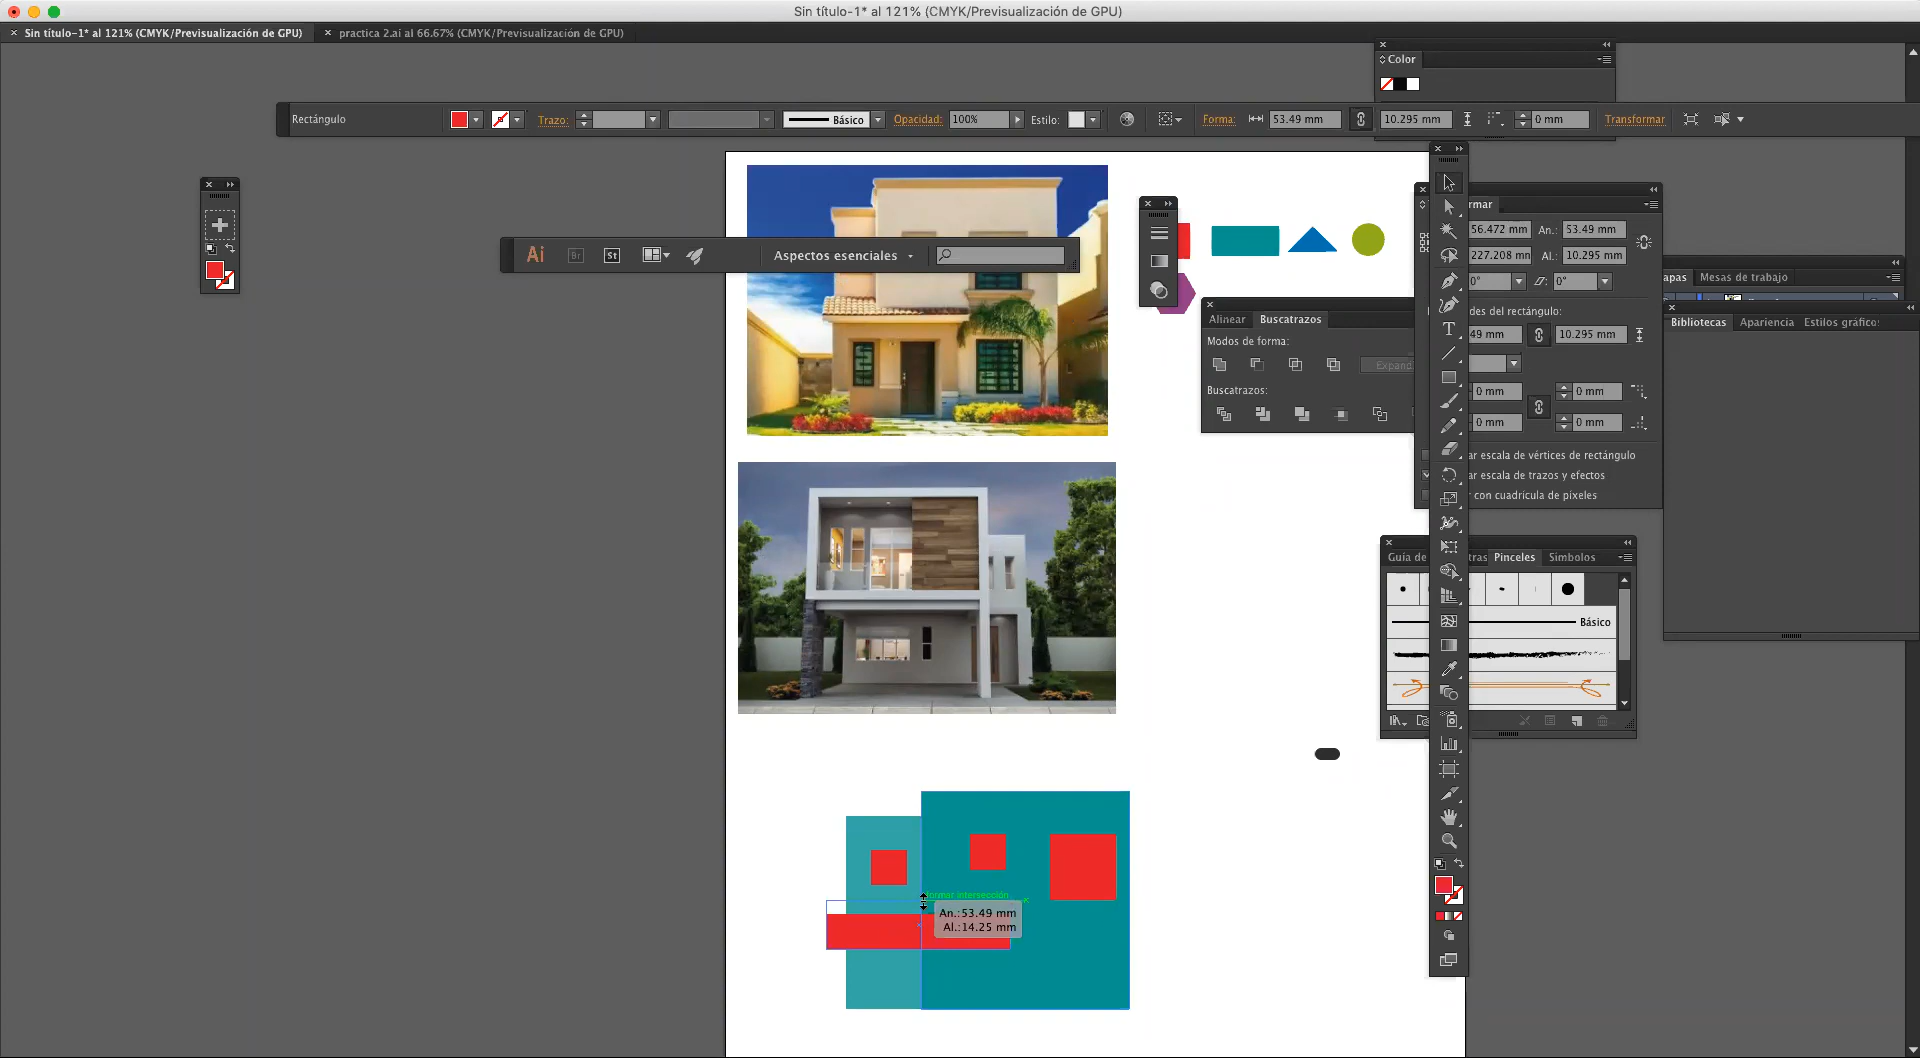 Sin título-1* al 121% (CMYK/Previsualización de GPU)
Sin título-1* al 121% (CMYK/Previsualización de GPU)
practica 2.ai al 66.67% (CMYK/Previsualización de GPU)
Color
Rectángulo
Trazo:
Básico
Opacidad:
100%
Estilo:
Forma:
53.49 mm
10.295 mm
0 mm
Transformar
Ai
Br
St
Aspectos esenciales
rmar
56.472 mm
An.:
53.49 mm
227.208 mm
Al.:
10.295 mm
0°
0°
des del rectángulo:
49 mm
10.295 mm
0 mm
0 mm
0 mm
0 mm
ar escala de vértices de rectángulo
ar escala de trazos y efectos
r con cuadrícula de píxeles
apas
Mesas de trabajo
Bibliotecas
Apariencia
Estilos gráfico:
Alinear
Buscatrazos
Modos de forma:
Expand
Buscatrazos:
T
Guía de
tras
Pinceles
Símbolos
Básico
formar intersección
An.:53.49 mm
Al.:14.25 mm